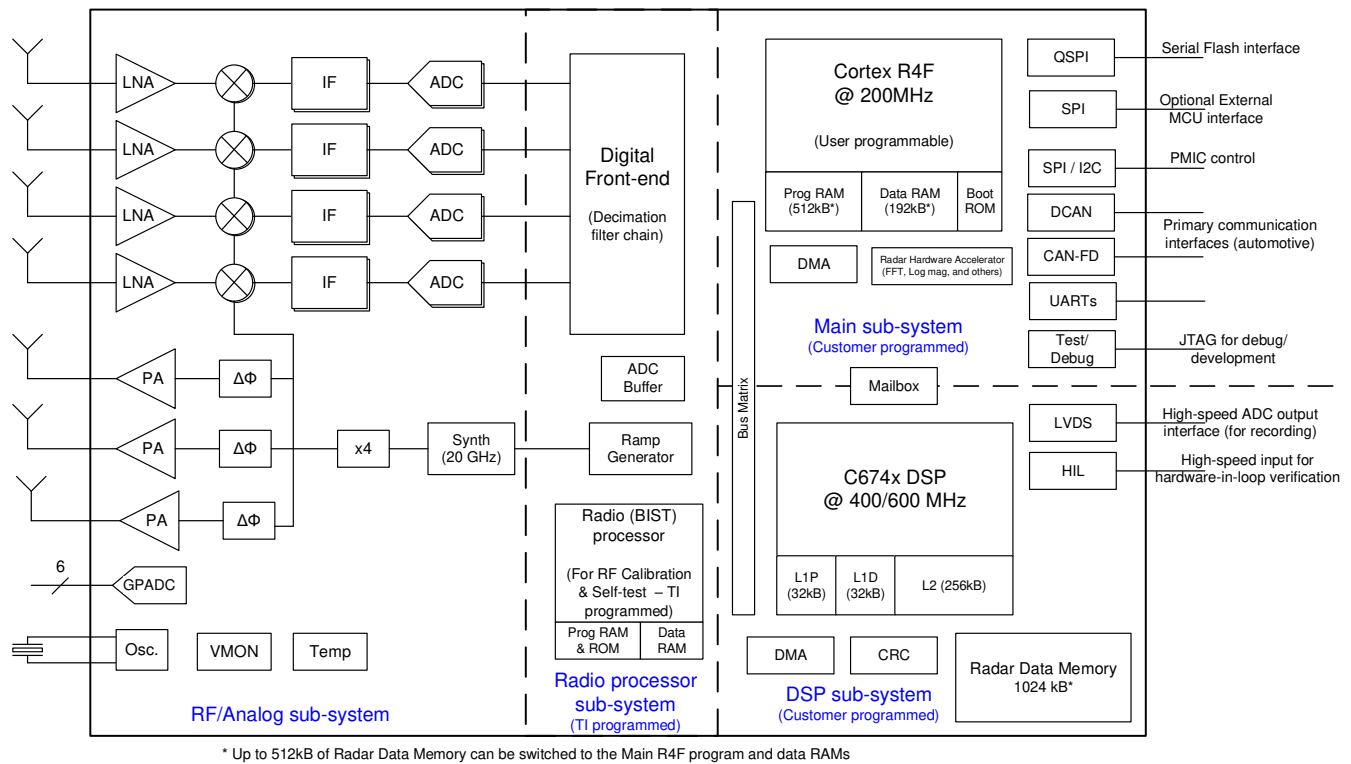 LNA
IF
ADC
LNA
IF
ADC
LNA
IF
ADC
LNA
IF
ADC
PA
ΔΦ
PA
ΔΦ
x4
Synth
(20 GHz)
PA
ΔΦ
6
GPADC
Osc.
VMON
Temp
RF/Analog sub-system
Digital
Front-end
(Decimation
filter chain)
ADC
Buffer
Ramp
Generator
Radio (BIST)
processor
(For RF Calibration
& Self-test – TI
programmed)
Prog RAM
& ROM
Data
RAM
Radio processor
sub-system
(TI programmed)
Bus Matrix
Cortex R4F
@ 200MHz
(User programmable)
Prog RAM
(512kB*)
Data RAM
(192kB*)
Boot
ROM
DMA
Radar Hardware Accelerator
(FFT, Log mag, and others)
Main sub-system
(Customer programmed)
Mailbox
C674x DSP
@ 400/600 MHz
L1P
(32kB)
L1D
(32kB)
L2 (256kB)
DMA
CRC
Radar Data Memory
1024 kB*
DSP sub-system
(Customer programmed)
QSPI
Serial Flash interface
SPI
Optional External
MCU interface
SPI / I2C
PMIC control
DCAN
Primary communication
interfaces (automotive)
CAN-FD
UARTs
Test/
Debug
JTAG for debug/
development
LVDS
High-speed ADC output
interface (for recording)
HIL
High-speed input for
hardware-in-loop verification
* Up to 512kB of Radar Data Memory can be switched to the Main R4F program and data RAMs